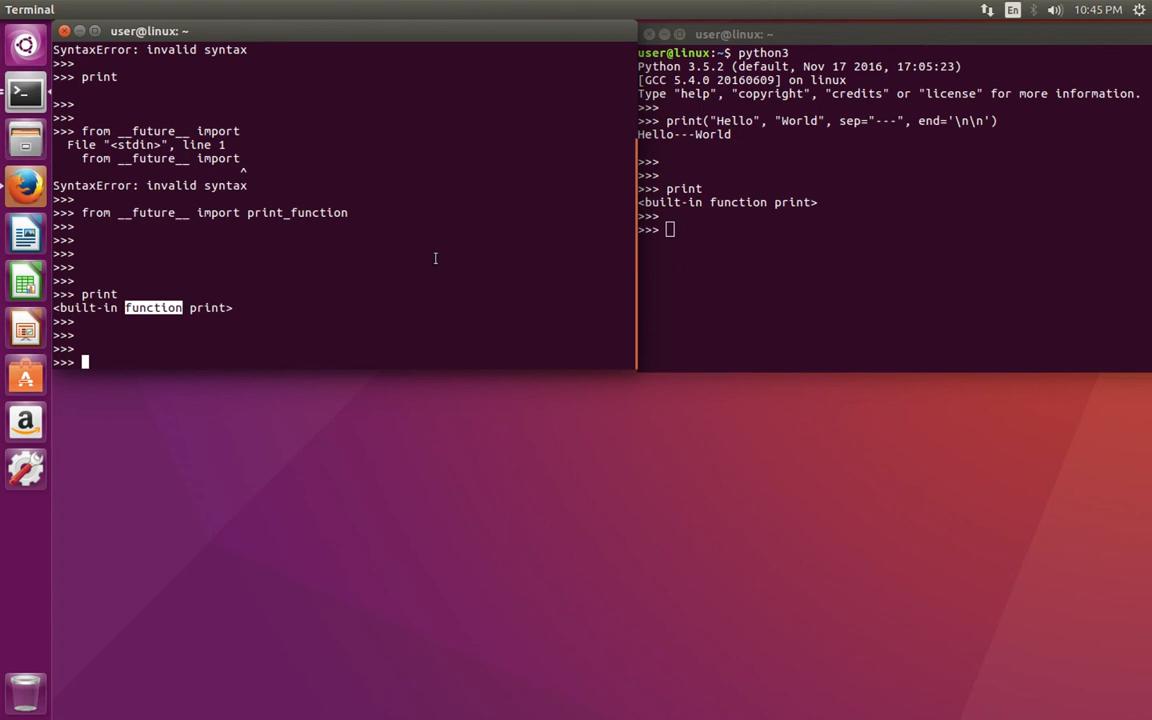 Terminal
En
10:45 PM
user@linux: ~
SyntaxError: invalid syntax
>>>
>>> print

>>>
>>>
>>> from __future__ import
  File "<stdin>", line 1
    from __future__ import
                         ^
SyntaxError: invalid syntax
>>>
>>> from __future__ import print_function
>>>
>>>
>>>
>>>
>>>
>>> print
<built-in function print>
>>>
>>>
>>>
>>>
user@linux: ~
user@linux:~$ python3
Python 3.5.2 (default, Nov 17 2016, 17:05:23)
[GCC 5.4.0 20160609] on linux
Type "help", "copyright", "credits" or "license" for more information.
>>>
>>> print("Hello", "World", sep="---", end='\n\n')
Hello---World

>>>
>>>
>>> print
<built-in function print>
>>>
>>>